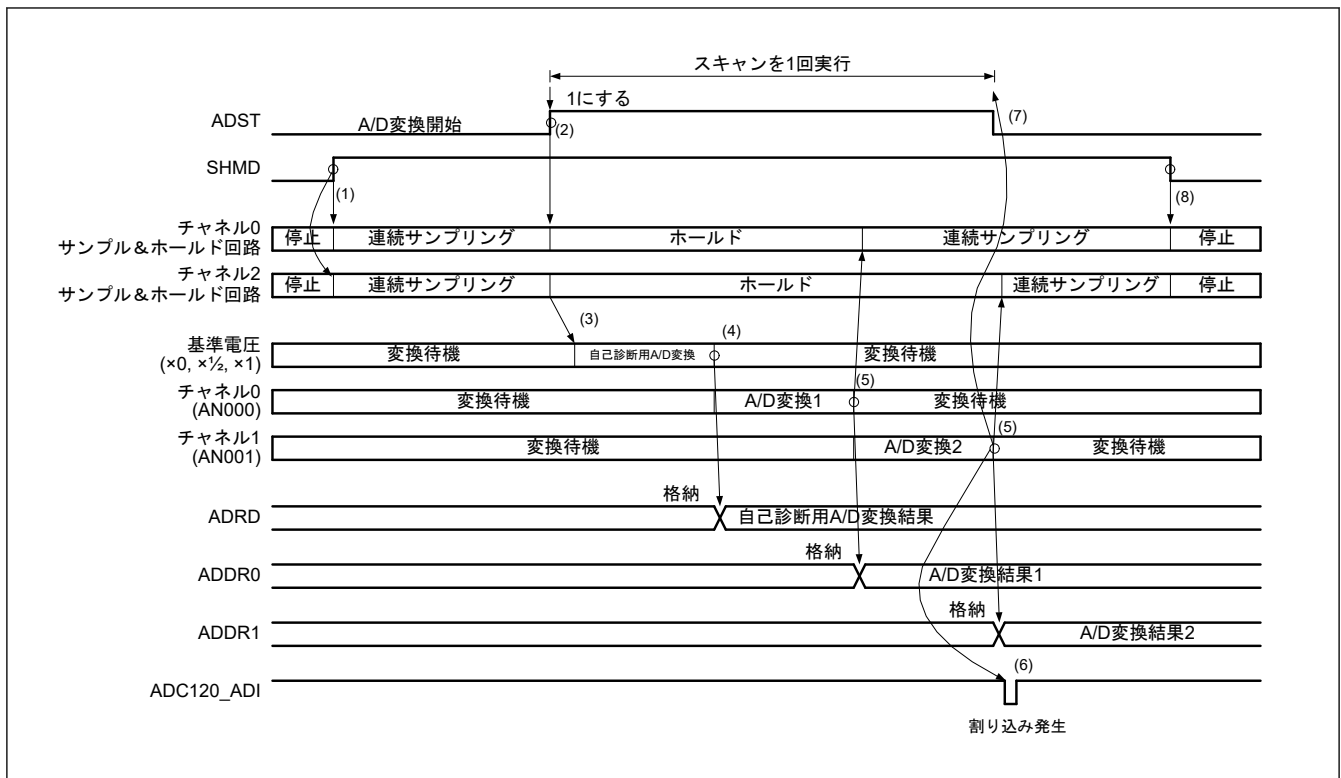 スキャンを1回実行
1にする
ADST
A/D変換開始
(2)
(7)
SHMD
(1)
(8)
チャネル0
サンプル＆ホールド回路
停止
連続サンプリング
ホールド
連続サンプリング
停止
チャネル2
サンプル＆ホールド回路
停止
連続サンプリング
ホールド
連続サンプリング
停止
(3)
(4)
基準電圧
(×0, ×½, ×1)
変換待機
自己診断用A/D変換
変換待機
チャネル0
(AN000)
変換待機
A/D変換1
(5)
変換待機
チャネル1
(AN001)
変換待機
A/D変換2
(5)
変換待機
格納
ADRD
自己診断用A/D変換結果
格納
ADDR0
A/D変換結果1
格納
ADDR1
A/D変換結果2
ADC120_ADI
(6)
割り込み発生